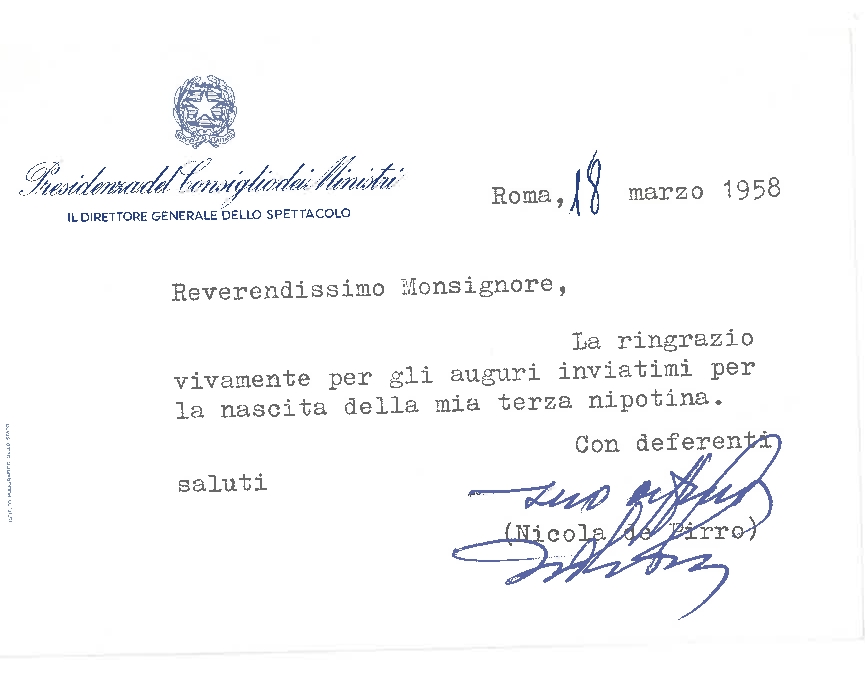 Presidenza del Consiglio dei Ministri
IL DIRETTORE GENERALE DELLO SPETTACOLO
Roma, 18 marzo 1958
Reverendissimo Monsignore,
La ringrazio
vivamente per gli auguri inviatimi per
la nascita della mia terza nipotina.
Con deferenti
saluti
suo
(Nicola de Pirro)